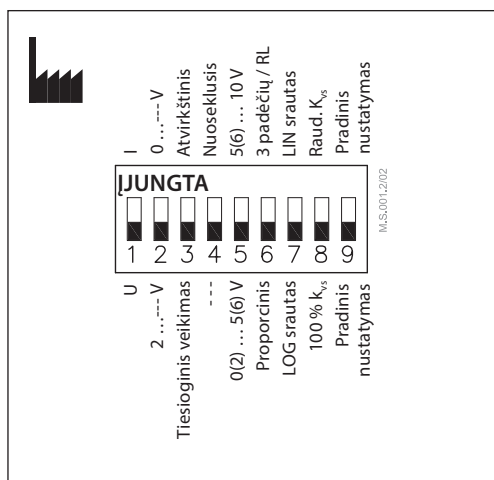 I
0 ...--- V
Atvirkštinis
Nuoseklusis
5(6) ... 10 V
3 padėčių / RL
LIN srautas
Raud. Kvs
Pradinis
nustatymas
ĮJUNGTA
1 2 3 4 5 6 7 8 9
U
2 ...--- V
Tiesioginis veikimas
- - -
0(2) ... 5(6) V
Proporcinis
LOG srautas
100 % kvs
Pradinis
nustatymas
M.S.001.2/02